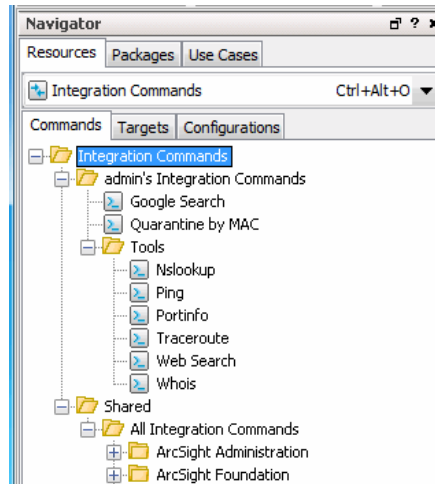 Navigator ?
Resources Packages Use Cases
Integration Commands Ctrl+Alt+O
Commands Targets Configurations
Integration Commands
admin's Integration Commands
Google Search
Quarantine by MAC
Tools
Nslookup
Ping
Portinfo
Traceroute
Web Search
Whois
Shared
All Integration Commands
ArcSight Administration
ArcSight Foundation